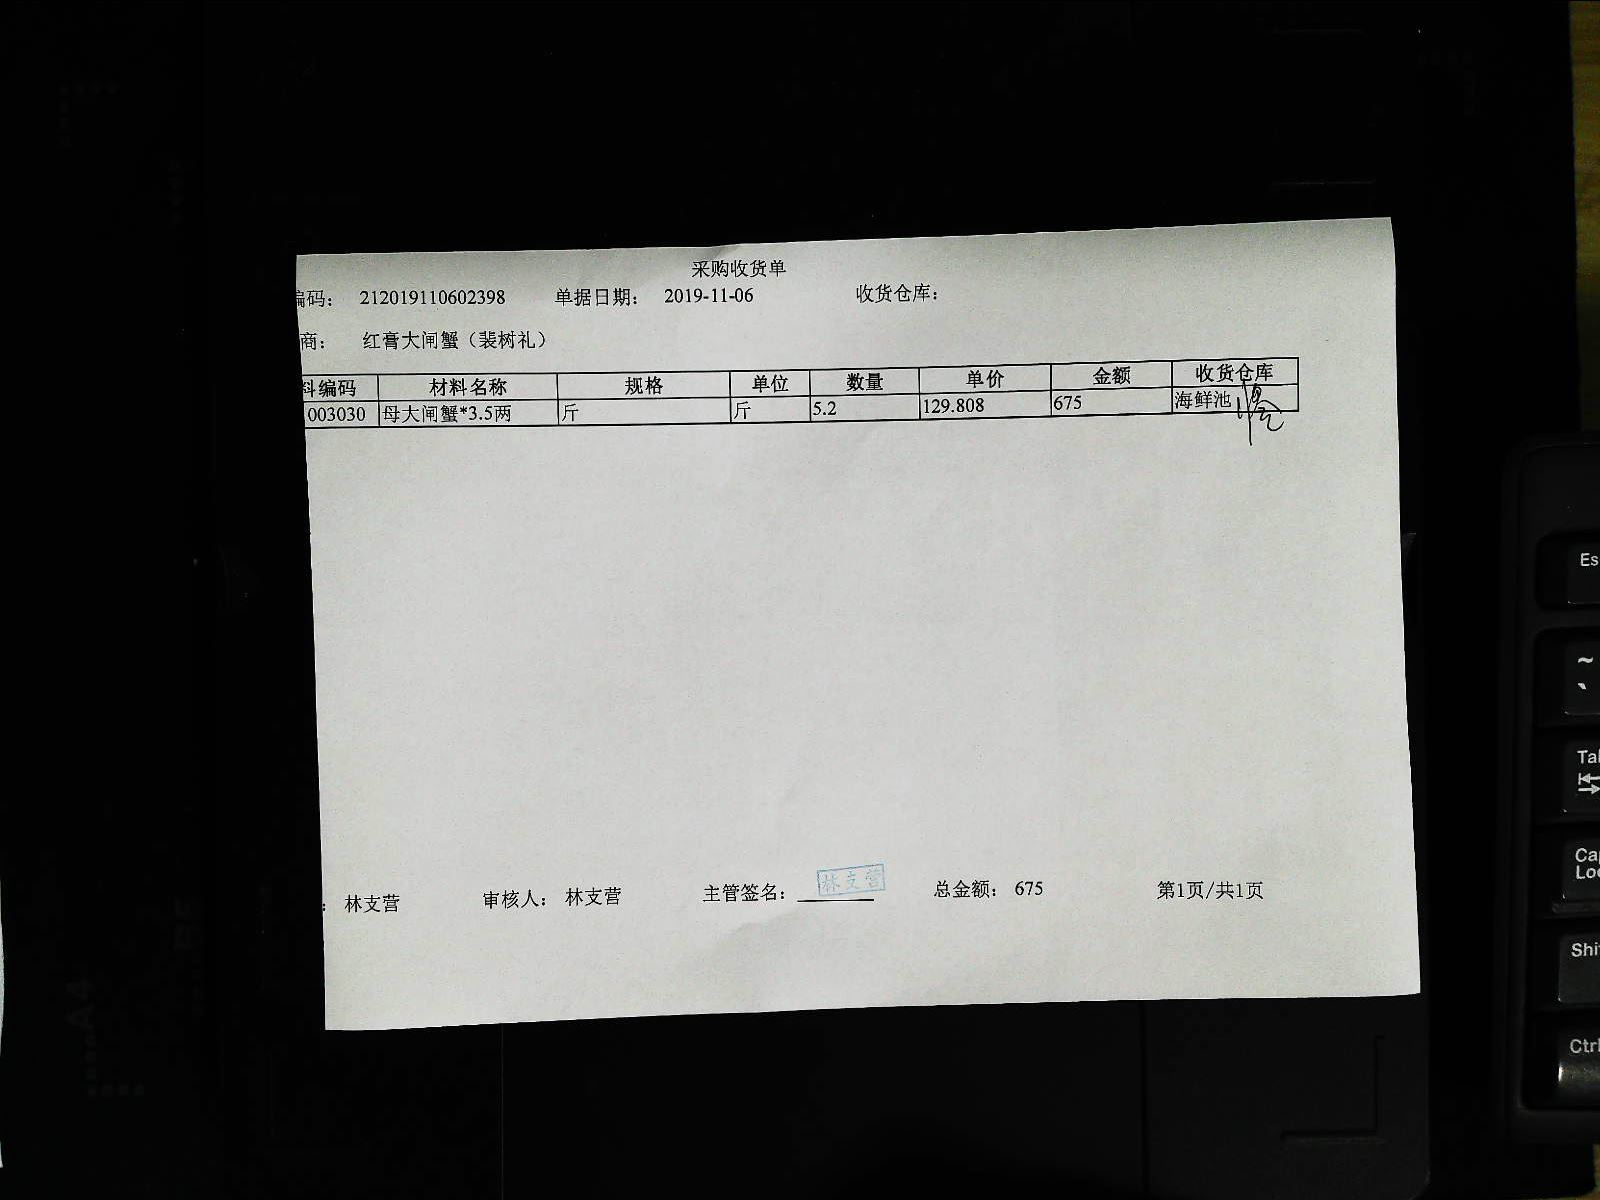 采购收货单
编码： 212019110602398 单据日期： 2019-11-06 收货仓库：
商： 红膏大闸蟹（裴树礼）
料编码 材料名称 规格 单位 数量 单价 金额 收货仓库
003030 母大闸蟹*3.5两 斤 斤 5.2 129.808 675 海鲜池
： 林支营 审核人： 林支营 主管签名： 林支营 总金额： 675 第1页/共1页
Es
~
`
Tab
Cap
Loc
Shi
Ctrl
A4
B5